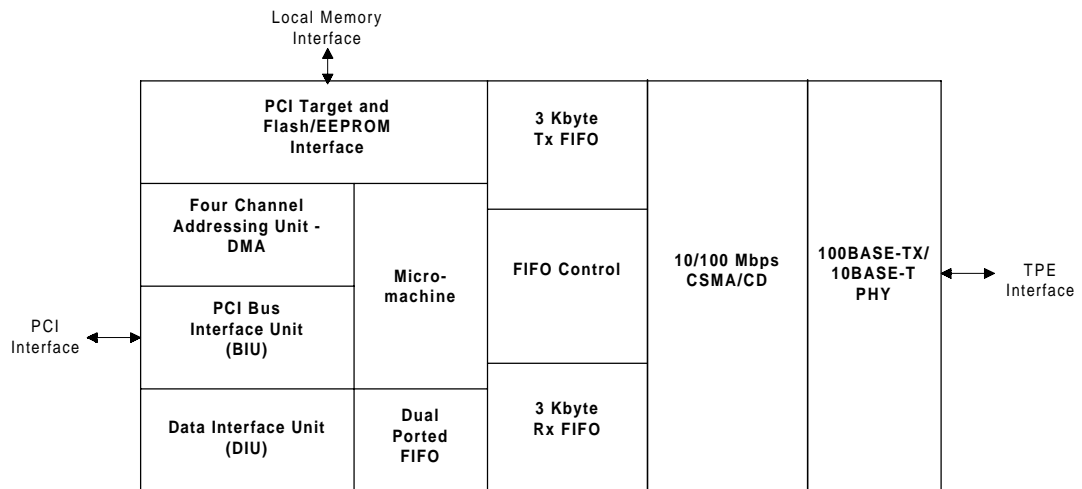 Local Memory
Interface
PCI Target and
Flash/EEPROM
Interface
3 Kbyte
Tx FIFO
Four Channel
Addressing Unit -
DMA
Micro-
machine
FIFO Control
10/100 Mbps
CSMA/CD
100BASE-TX/
10BASE-T
PHY
TPE
Interface
PCI
Interface
PCI Bus
Interface Unit
(BIU)
Data Interface Unit
(DIU)
Dual
Ported
FIFO
3 Kbyte
Rx FIFO